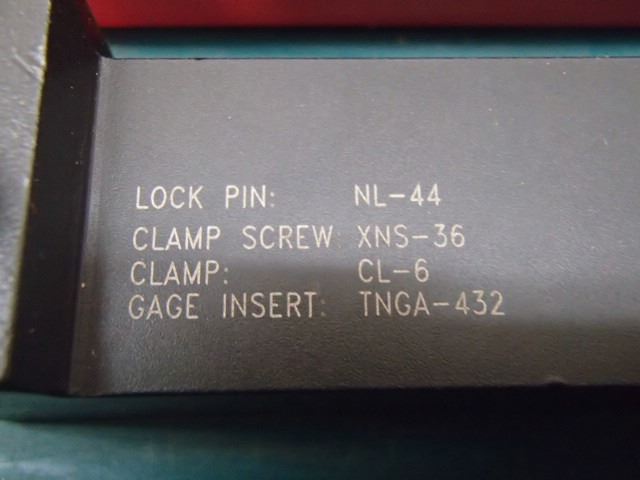 LOCK PIN: NL-44
CLAMP SCREW XNS-36
CLAMP: CL-6
GAGE INSERT: TNGA-432